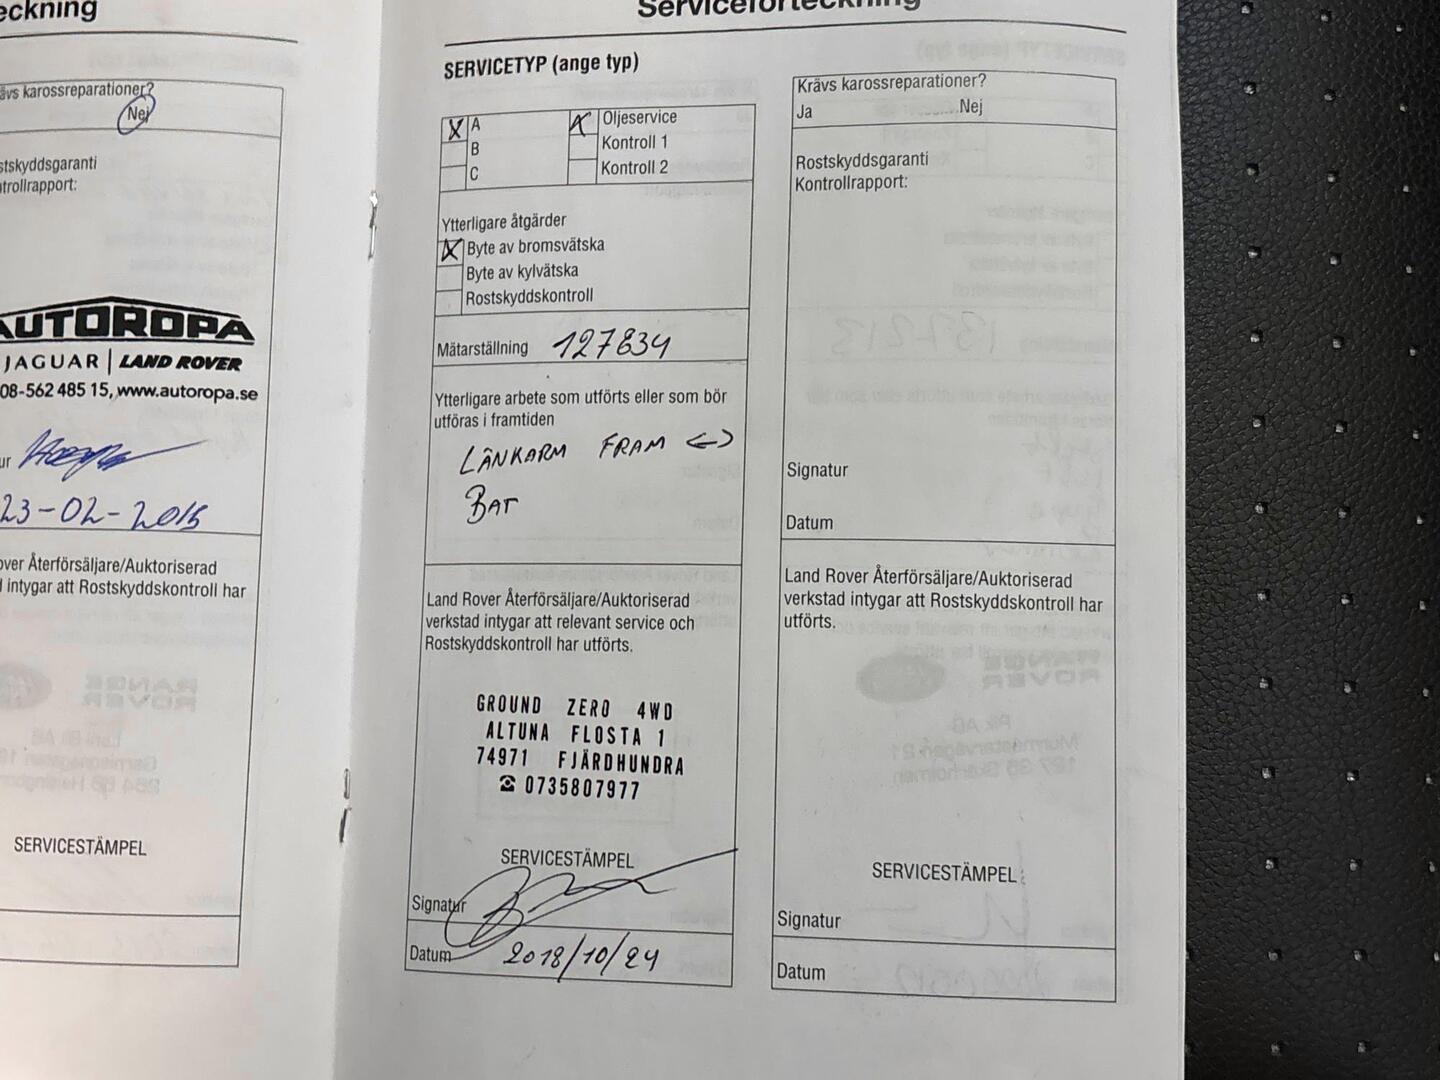 eckning
ävs karossreparationer?
Nej
ostskyddsgaranti
ntrollrapport:
AUTOROPA
JAGUAR | LAND ROVER
08-562 485 15, www.autoropa.se
ur
23-02-2015
over Återförsäljare/Auktoriserad
d intygar att Rostskyddskontroll har
SERVICESTÄMPEL
Serviceförteckning
SERVICETYP (ange typ)
X A X Oljeservice
B Kontroll 1
C Kontroll 2
Ytterligare åtgärder
X Byte av bromsvätska
Byte av kylvätska
Rostskyddskontroll
Mätarställning 127834
Ytterligare arbete som utförts eller som bör
utföras i framtiden
LÄNKARM FRAM <->
BAT
Land Rover Återförsäljare/Auktoriserad
verkstad intygar att relevant service och
Rostskyddskontroll har utförts.
GROUND ZERO 4WD
ALTUNA FLOSTA 1
74971 FJÄRDHUNDRA
☎ 0735807977
SERVICESTÄMPEL
Signatur
Datum 2018/10/24
Krävs karossreparationer?
Ja ......Nej
Rostskyddsgaranti
Kontrollrapport:
Signatur
Datum
Land Rover Återförsäljare/Auktoriserad
verkstad intygar att Rostskyddskontroll har
utförts.
SERVICESTÄMPEL
Signatur
Datum